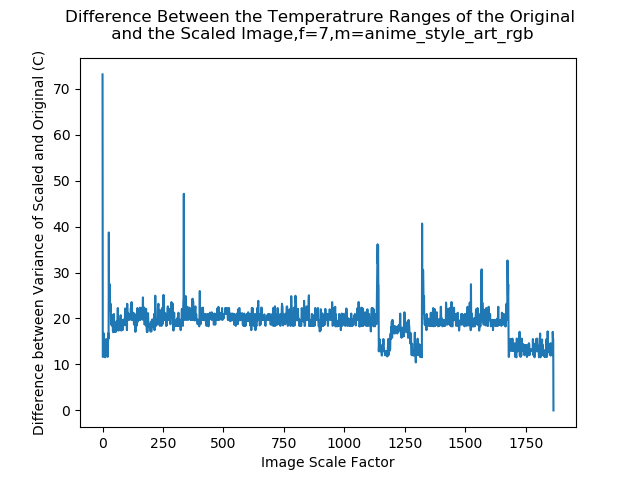 Difference Between the Temperatrure Ranges of the Original
and the Scaled Image,f=7,m=anime_style_art_rgb
Difference between Variance of Scaled and Original (C)
70
60
50
40
30
20
10
0
0 250 500 750 1000 1250 1500 1750
Image Scale Factor